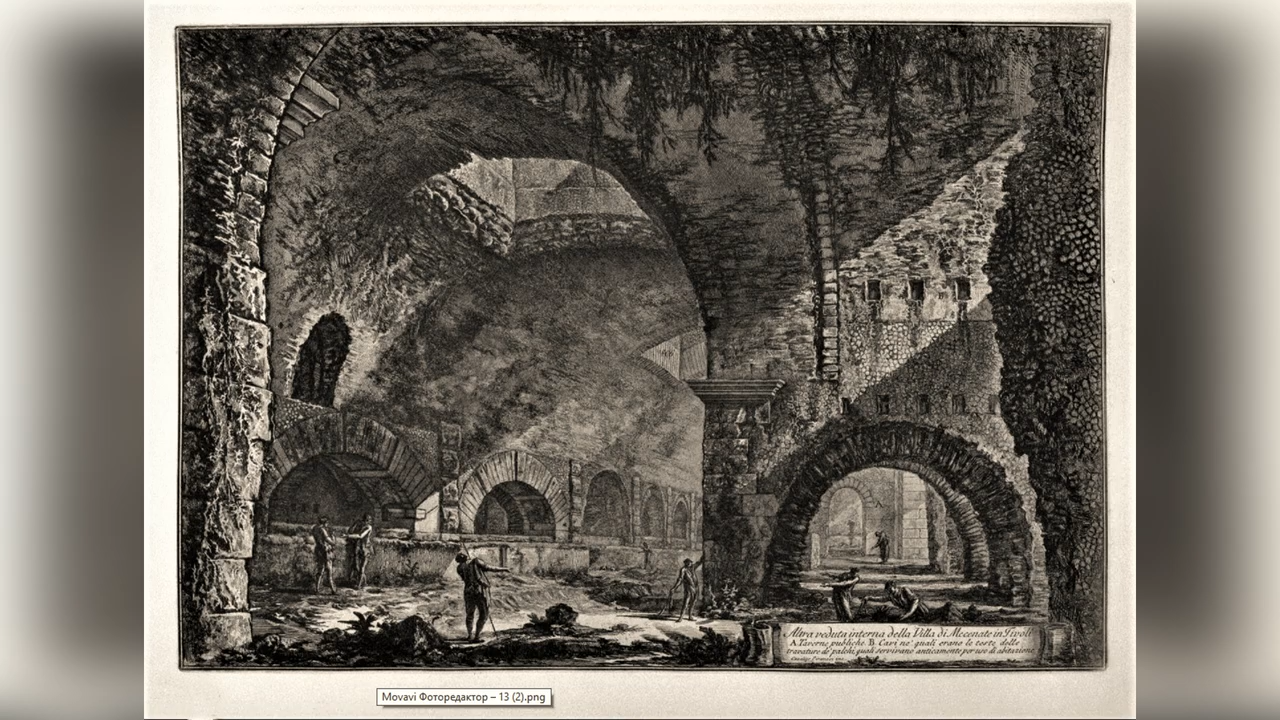 A
B
Altra veduta interna della Villa di Mecenate in Tivoli
A. Taverne publiche. B. Cavi ne' quali erano le teste delle
travature de' palchi, quali servivano anticamente per uso di abitazione
Movavi Фоторедактор – 13 (2).png